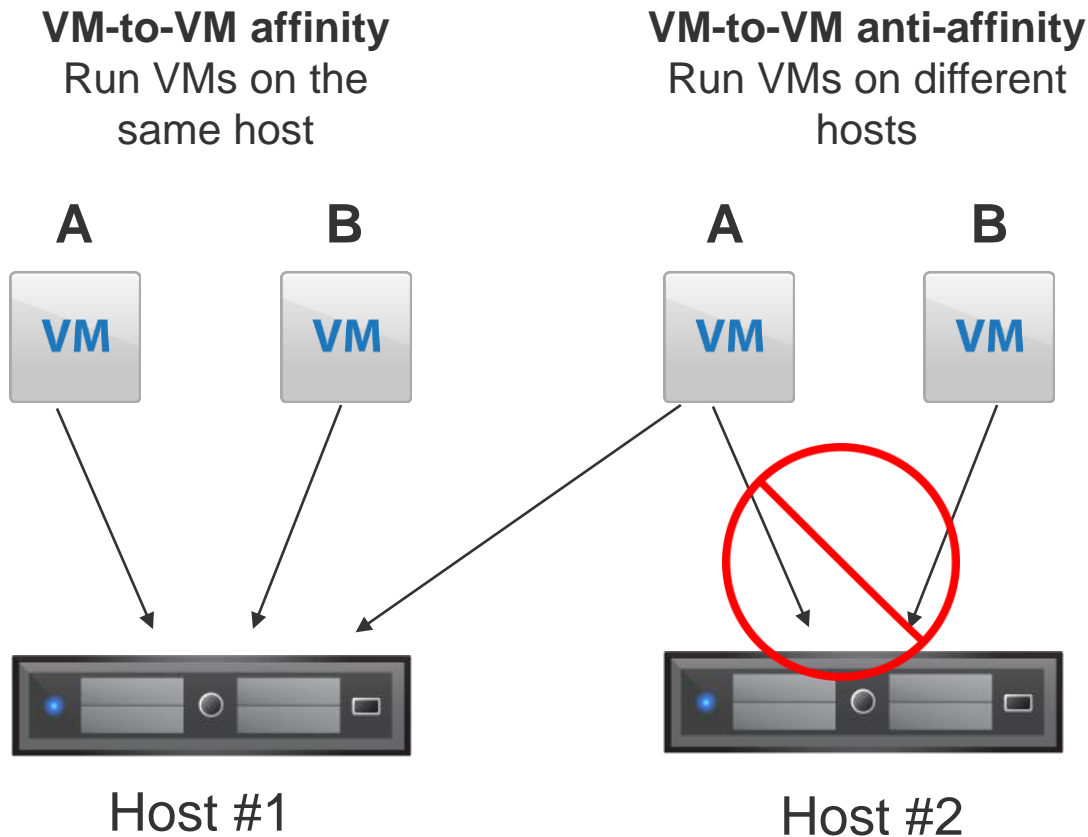 VM-to-VM affinity
Run VMs on the
same host
VM-to-VM anti-affinity
Run VMs on different
hosts
A
B
A
B
VM
VM
VM
VM
Host #1
Host #2